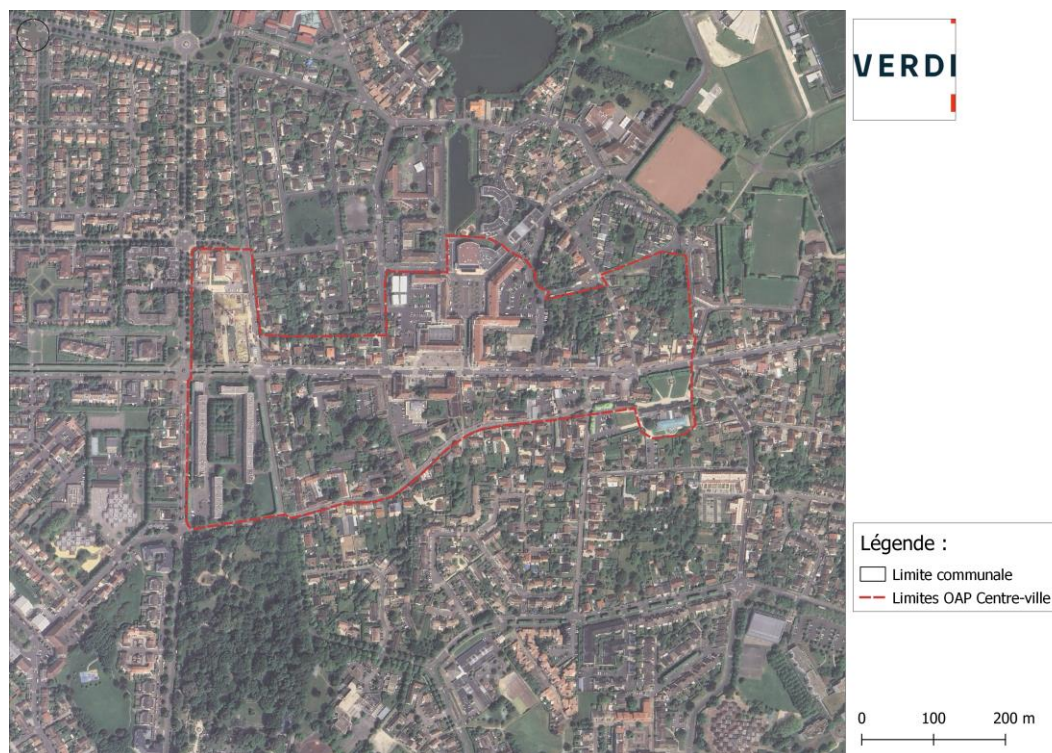 VERDI
Légende :
Limite communale
Limites OAP Centre-ville
0 100 200 m